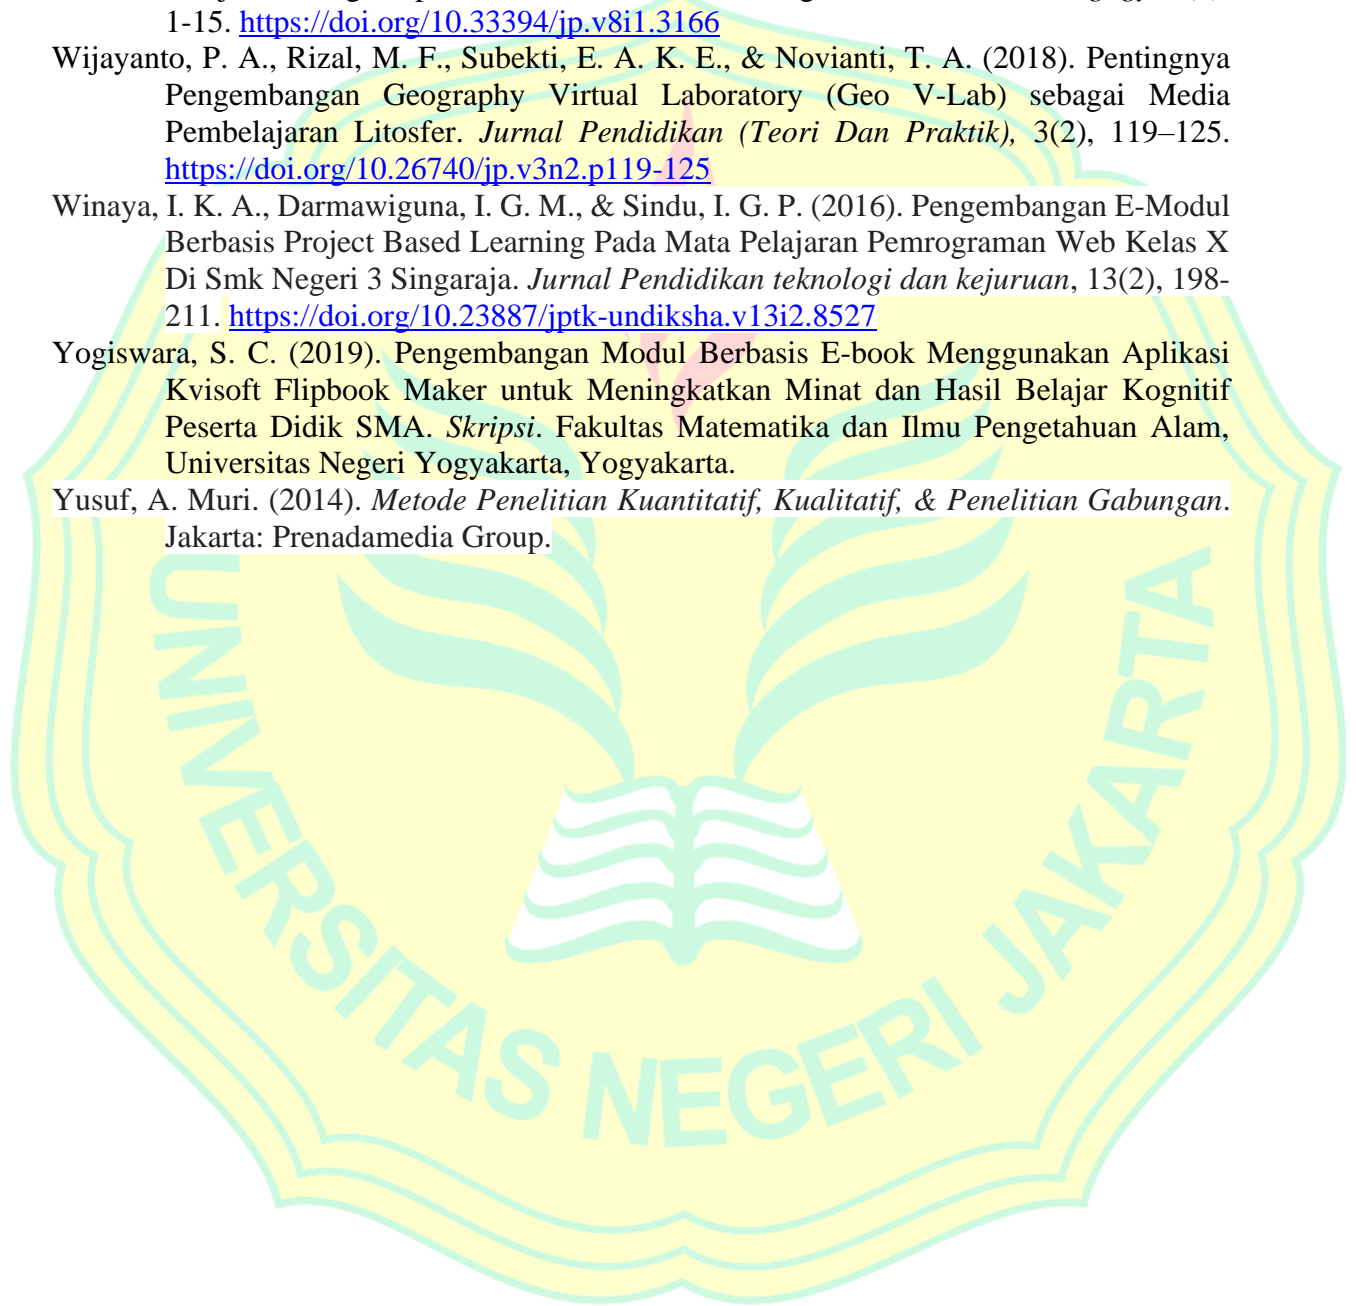 1-15. https://doi.org/10.33394/jp.v8i1.3166
Wijayanto, P. A., Rizal, M. F., Subekti, E. A. K. E., & Novianti, T. A. (2018). Pentingnya
Pengembangan Geography Virtual Laboratory (Geo V-Lab) sebagai Media
Pembelajaran Litosfer. Jurnal Pendidikan (Teori Dan Praktik), 3(2), 119–125.
https://doi.org/10.26740/jp.v3n2.p119-125
Winaya, I. K. A., Darmawiguna, I. G. M., & Sindu, I. G. P. (2016). Pengembangan E-Modul
Berbasis Project Based Learning Pada Mata Pelajaran Pemrograman Web Kelas X
Di Smk Negeri 3 Singaraja. Jurnal Pendidikan teknologi dan kejuruan, 13(2), 198-
211. https://doi.org/10.23887/jptk-undiksha.v13i2.8527
Yogiswara, S. C. (2019). Pengembangan Modul Berbasis E-book Menggunakan Aplikasi
Kvisoft Flipbook Maker untuk Meningkatkan Minat dan Hasil Belajar Kognitif
Peserta Didik SMA. Skripsi. Fakultas Matematika dan Ilmu Pengetahuan Alam,
Universitas Negeri Yogyakarta, Yogyakarta.
Yusuf, A. Muri. (2014). Metode Penelitian Kuantitatif, Kualitatif, & Penelitian Gabungan.
Jakarta: Prenadamedia Group.
UNIVERSITAS NEGERI JAKARTA